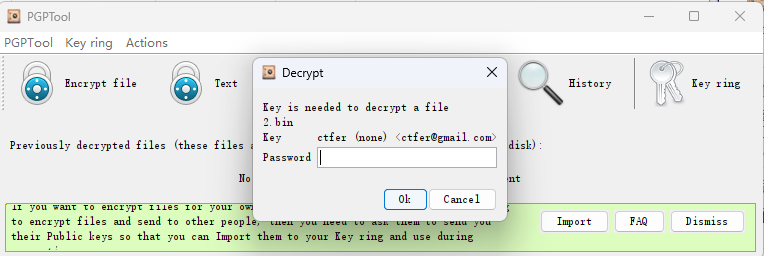 PGPTool
PGPTool Key ring Actions
Encrypt file Text History Key ring
Decrypt
Key is needed to decrypt a file
2.bin
Key ctfer (none) <ctfer@gmail.com>
Password
Ok Cancel
Previously decrypted files (these files a disk):
No
If you want to encrypt files for your ow
to encrypt files and send to other people, then you need to ask them to send you
their Public keys so that you can Import them to your Key ring and use during
Import FAQ Dismiss